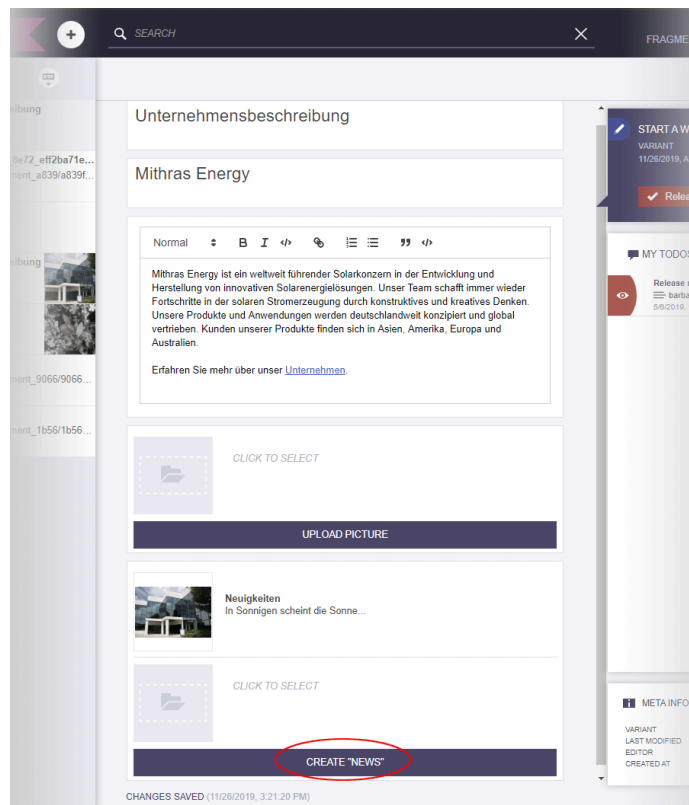 SEARCH
FRAGME
eibung
8e72_eff2ba71e...
ment_a839/a839f...
eibung
ment_9066/9066...
ment_1b56/1b56...
Unternehmensbeschreibung
Mithras Energy
Normal
B I
Mithras Energy ist ein weltweit führender Solarkonzern in der Entwicklung und
Herstellung von innovativen Solarenergielösungen. Unser Team schafft immer wieder
Fortschritte in der solaren Stromerzeugung durch konstruktives und kreatives Denken.
Unsere Produkte und Anwendungen werden deutschlandweit konzipiert und global
vertrieben. Kunden unserer Produkte finden sich in Asien, Amerika, Europa und
Australien.
Erfahren Sie mehr über unser Unternehmen.
CLICK TO SELECT
UPLOAD PICTURE
Neuigkeiten
In Sonnigen scheint die Sonne...
CLICK TO SELECT
CREATE "NEWS"
CHANGES SAVED (11/26/2019, 3:21:20 PM)
START A W
VARIANT
11/26/2019, A
Relea
MY TODOS
Release r
barba
5/8/2019,
META INFO
VARIANT
LAST MODIFIED
EDITOR
CREATED AT